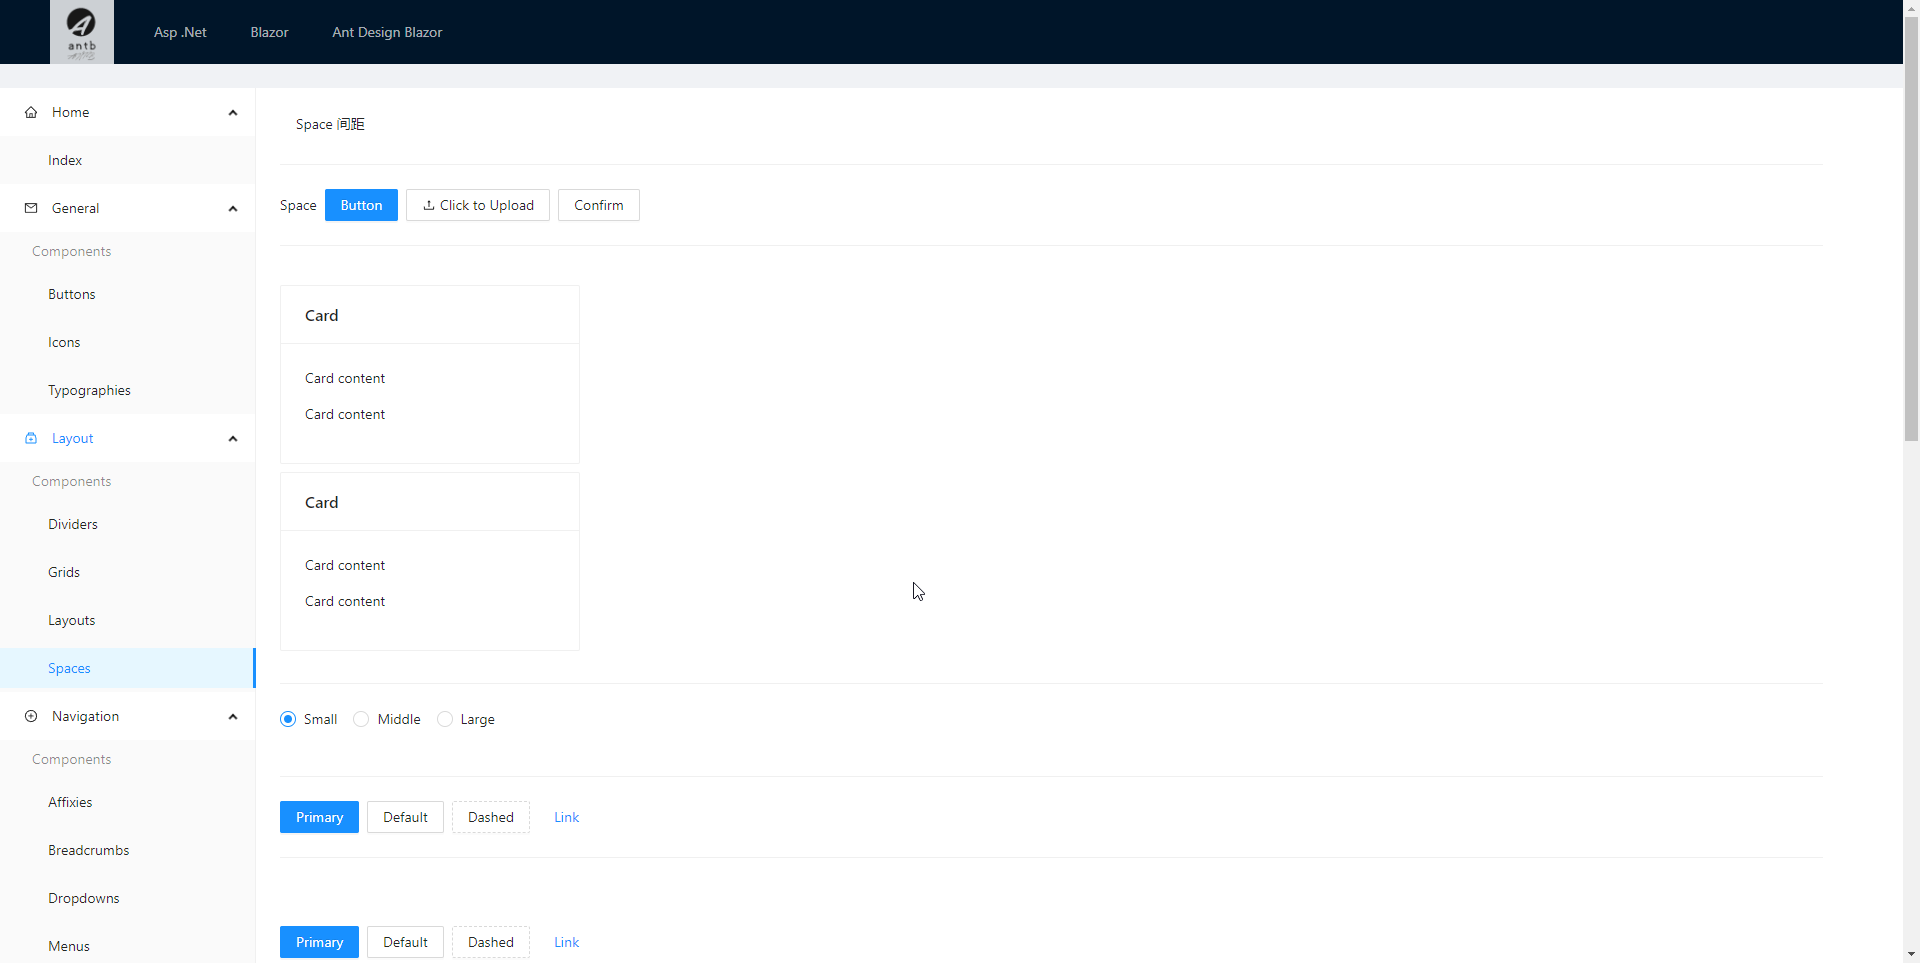 antb
Asp .Net
Blazor
Ant Design Blazor
Home
Index
General
Components
Buttons
Icons
Typographies
Layout
Components
Dividers
Grids
Layouts
Spaces
Navigation
Components
Affixies
Breadcrumbs
Dropdowns
Menus
Space 间距
Space Button Click to Upload Confirm
Card
Card content
Card content
Card
Card content
Card content
Small Middle Large
Primary Default Dashed Link
Primary Default Dashed Link